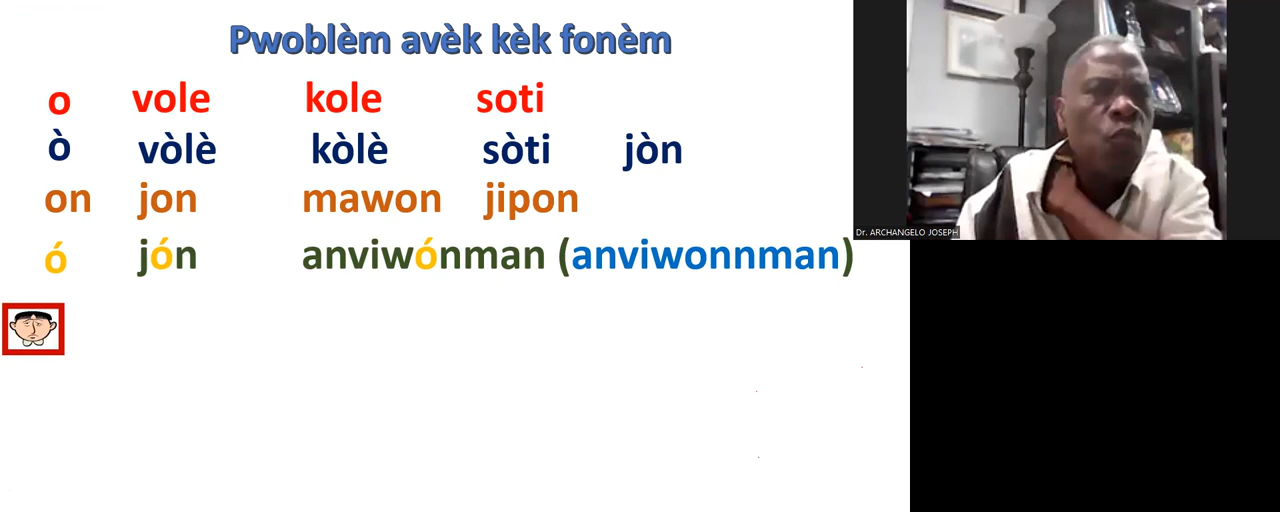 Pwoblèm avèk kèk fonèm
o vole kole soti
ò vòlè kòlè sòti jòn
on jon mawon jipon
ó jón anviwónman (anviwonnman)
Dr. ARCHANGELO JOSEPH